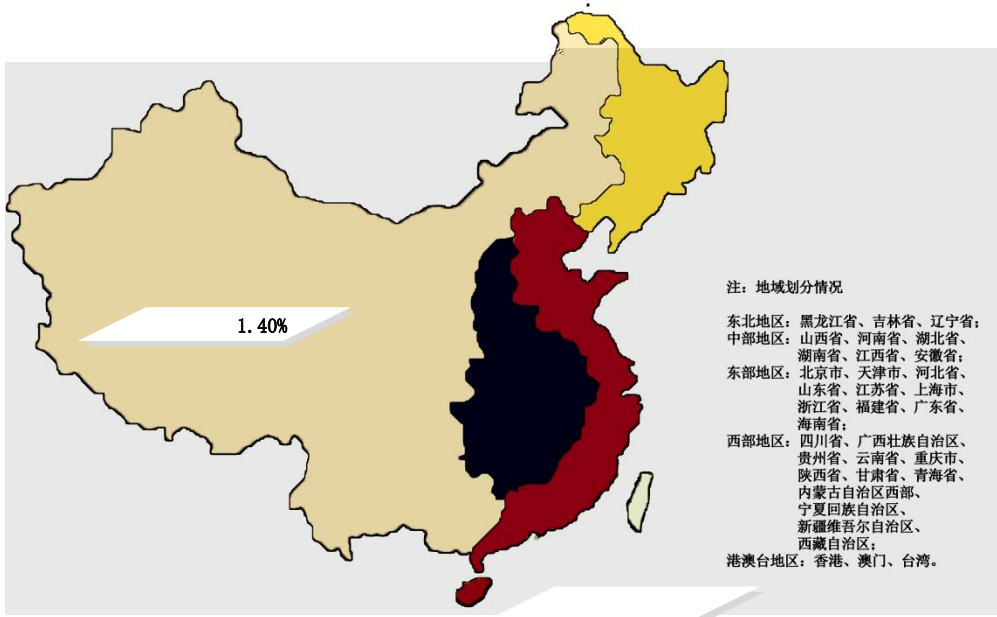 1.40%
注：地域划分情况
东北地区：黑龙江省、吉林省、辽宁省；
中部地区：山西省、河南省、湖北省、
湖南省、江西省、安徽省；
东部地区：北京市、天津市、河北省、
山东省、江苏省、上海市、
浙江省、福建省、广东省、
海南省；
西部地区：四川省、广西壮族自治区、
贵州省、云南省、重庆市、
陕西省、甘肃省、青海省、
内蒙古自治区西部、
宁夏回族自治区、
新疆维吾尔自治区、
西藏自治区；
港澳台地区：香港、澳门、台湾。